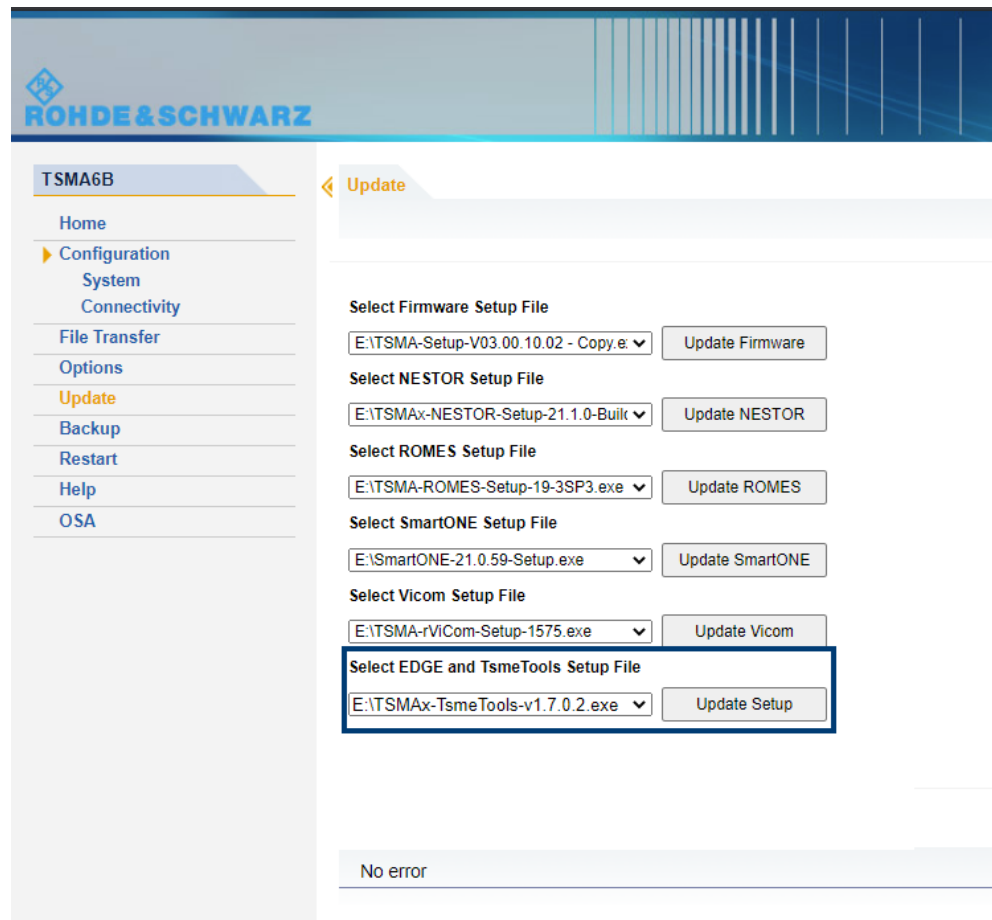 R&S
ROHDE&SCHWARZ
TSMA6B
Home
Configuration
System
Connectivity
File Transfer
Options
Update
Backup
Restart
Help
OSA
Update
Select Firmware Setup File
E:\TSMA-Setup-V03.00.10.02 - Copy.e: Update Firmware
Select NESTOR Setup File
E:\TSMAx-NESTOR-Setup-21.1.0-Builc Update NESTOR
Select ROMES Setup File
E:\TSMA-ROMES-Setup-19-3SP3.exe Update ROMES
Select SmartONE Setup File
E:\SmartONE-21.0.59-Setup.exe Update SmartONE
Select Vicom Setup File
E:\TSMA-rViCom-Setup-1575.exe Update Vicom
Select EDGE and TsmeTools Setup File
E:\TSMAx-TsmeTools-v1.7.0.2.exe Update Setup
No error